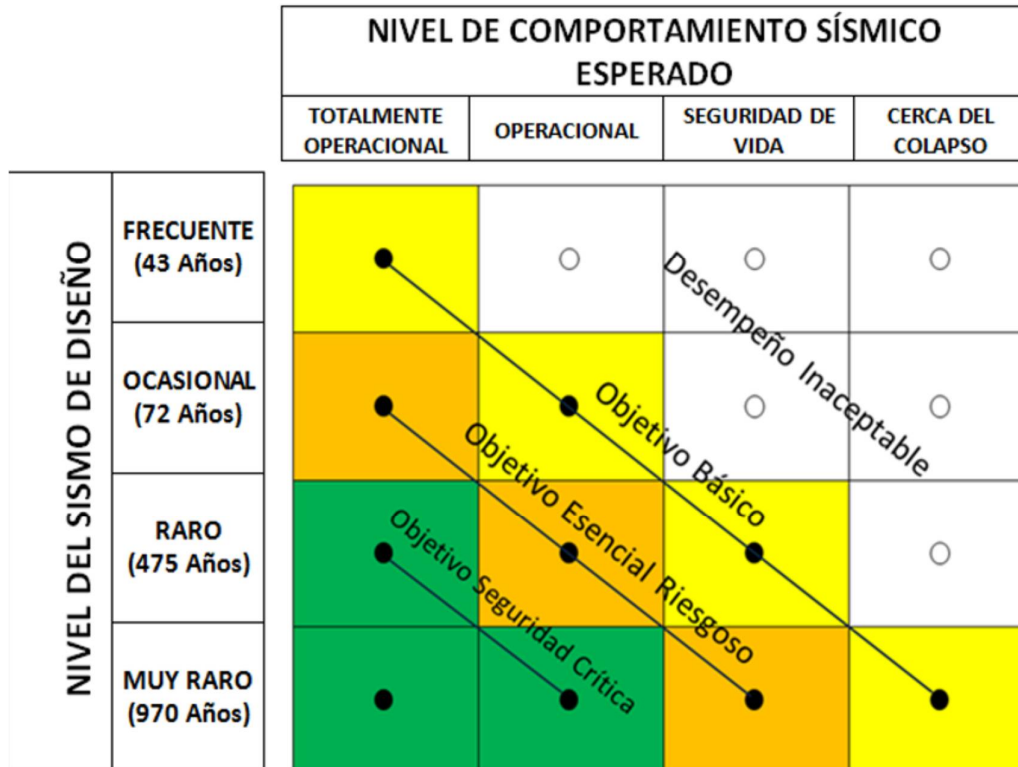 NIVEL DE COMPORTAMIENTO SÍSMICO
ESPERADO
TOTALMENTE
OPERACIONAL
OPERACIONAL
SEGURIDAD DE
VIDA
CERCA DEL
COLAPSO
NIVEL DEL SISMO DE DISEÑO
FRECUENTE
(43 Años)
OCASIONAL
(72 Años)
RARO
(475 Años)
MUY RARO
(970 Años)
Desempeño Inaceptable
Objetivo Básico
Objetivo Esencial Riesgoso
Objetivo Seguridad Crítica